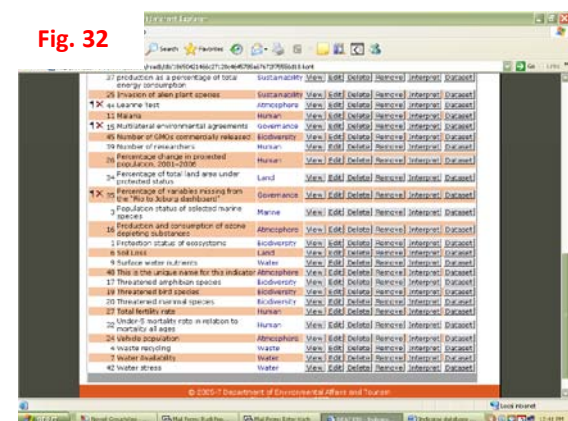 Fig. 32
Search Favorites
Go Links
37 production as a percentage of total Sustainability View Edit Delete Remove Interpret Dataset
energy consumption
25 Invasion of alien plant species Sustainability View Edit Delete Remove Interpret Dataset
44 Leanne Test Atmosphere View Edit Delete Remove Interpret Dataset
11 Malaria Human View Edit Delete Remove Interpret Dataset
15 Multilateral environmental agreements Governance View Edit Delete Remove Interpret Dataset
45 Number of GMOs commercially released Biodiversity View Edit Delete Remove Interpret Dataset
39 Number of researchers Human View Edit Delete Remove Interpret Dataset
26 Percentage change in projected Human View Edit Delete Remove Interpret Dataset
population, 2001-2006
Percentage of total land area under Land View Edit Delete Remove Interpret Dataset
protected status
35 Percentage of variables missing from Governance View Edit Delete Remove Interpret Dataset
the "Rio to Joburg dashboard"
3 Population status of selected marine Marine View Edit Delete Remove Interpret Dataset
species
16 Production and consumption of ozone Atmosphere View Edit Delete Remove Interpret Dataset
depleting substances
1 Protection status of ecosystems Biodiversity View Edit Delete Remove Interpret Dataset
6 Soil Loss Land View Edit Delete Remove Interpret Dataset
9 Surface water nutrients Water View Edit Delete Remove Interpret Dataset
48 This is the unique name for this indicator Atmosphere View Edit Delete Remove Interpret Dataset
17 Threatened amphibian species Biodiversity View Edit Delete Remove Interpret Dataset
19 Threatened bird species Biodiversity View Edit Delete Remove Interpret Dataset
20 Threatened mammal species Biodiversity View Edit Delete Remove Interpret Dataset
27 Total fertility rate Human View Edit Delete Remove Interpret Dataset
32 Under-5 mortality rate in relation to Human View Edit Delete Remove Interpret Dataset
mortality all ages
24 Vehicle population Atmosphere View Edit Delete Remove Interpret Dataset
4 Waste recycling Waste View Edit Delete Remove Interpret Dataset
7 Water Availability Water View Edit Delete Remove Interpret Dataset
42 Water stress Water View Edit Delete Remove Interpret Dataset
© 2005-7 Department of Environmental Affairs and Tourism
Local intranet
12:44 PM